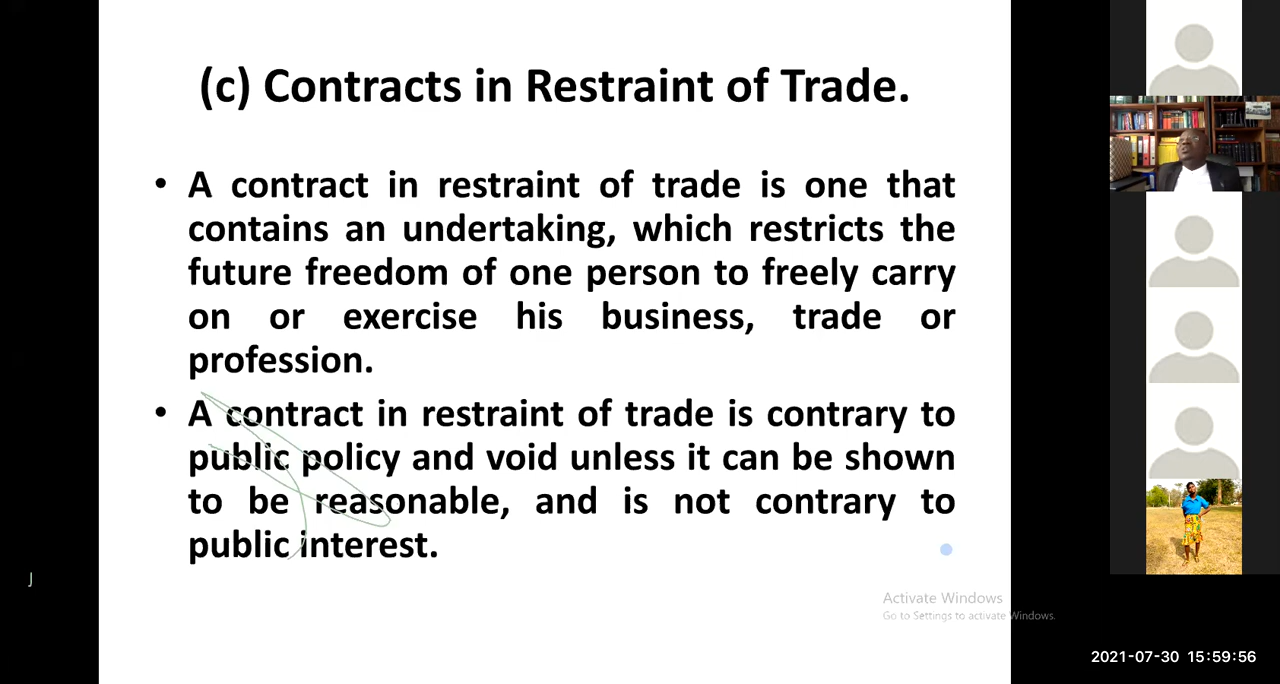 (c) Contracts in Restraint of Trade.
• A contract in restraint of trade is one that
contains an undertaking, which restricts the
future freedom of one person to freely carry
on or exercise his business, trade or
profession.
• A contract in restraint of trade is contrary to
public policy and void unless it can be shown
to be reasonable, and is not contrary to
public interest.
J
Activate Windows
Go to Settings to activate Windows.
2021-07-30 15:59:56